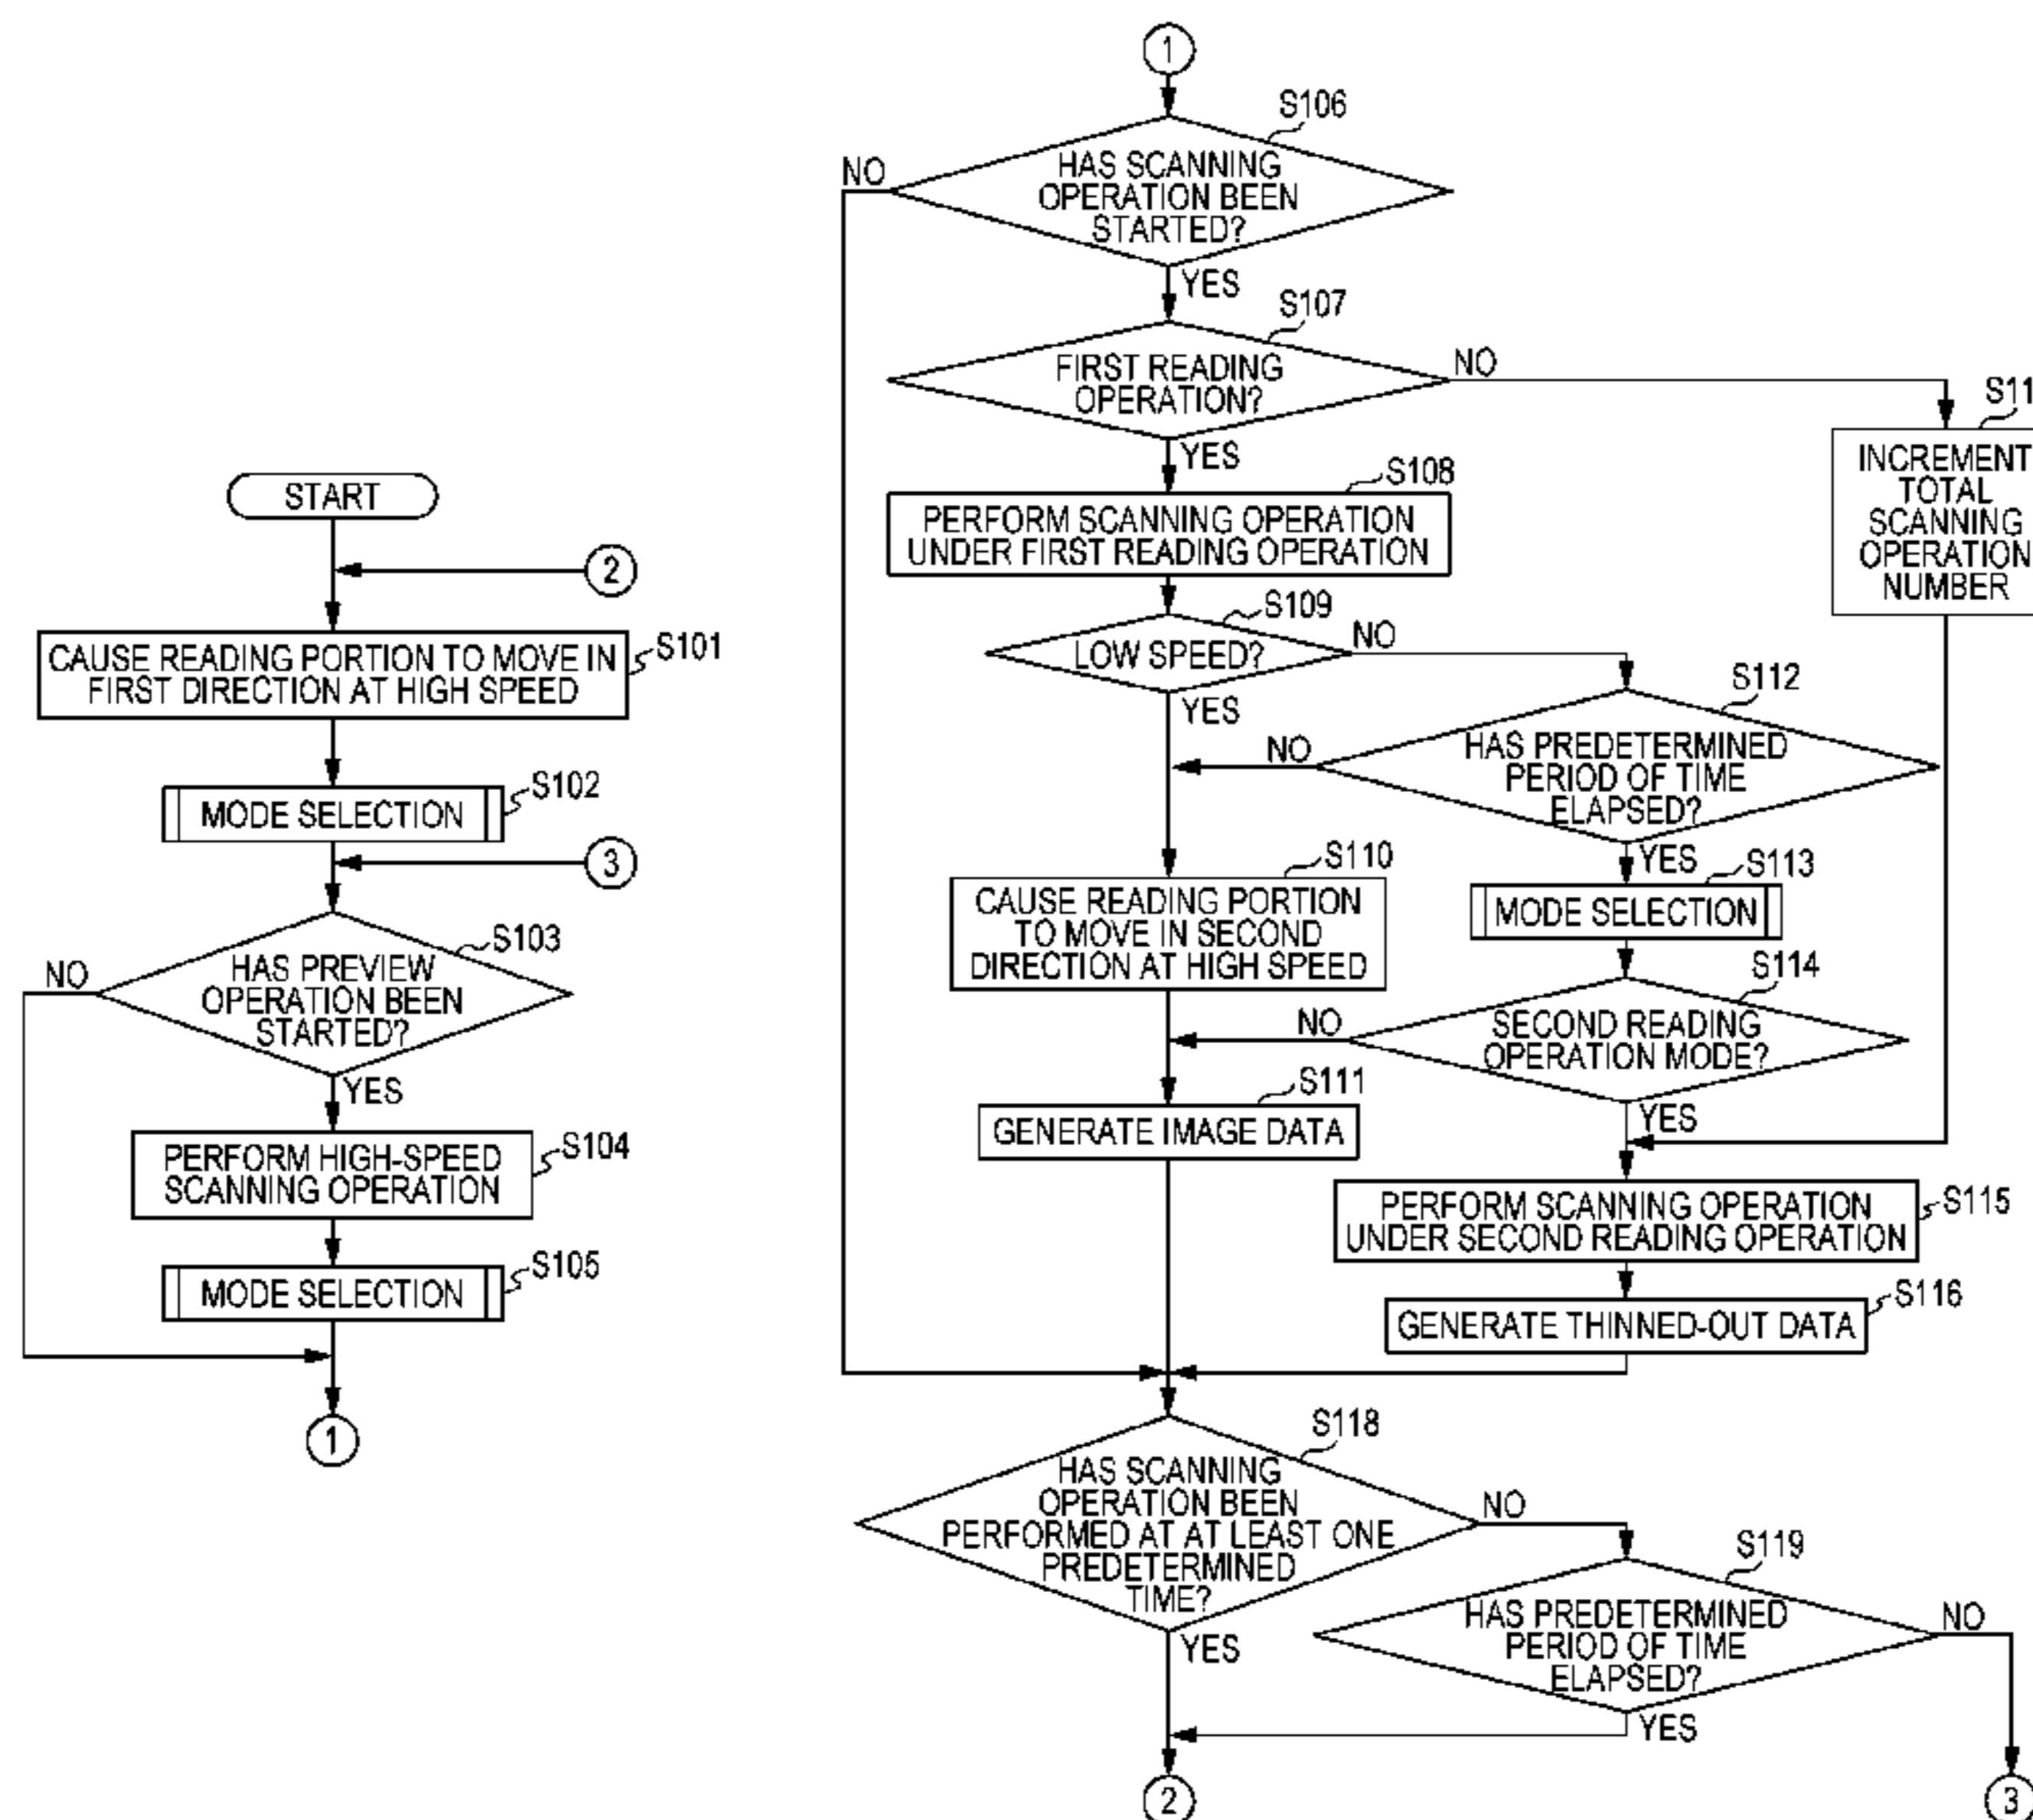 START
2
CAUSE READING PORTION TO MOVE IN
FIRST DIRECTION AT HIGH SPEED
S101
MODE SELECTION
S102
3
HAS PREVIEW
OPERATION BEEN
STARTED?
S103
NO
YES
PERFORM HIGH-SPEED
SCANNING OPERATION
S104
MODE SELECTION
S105
1
1
S106
HAS SCANNING
OPERATION BEEN
STARTED?
NO
YES
S107
FIRST READING
OPERATION?
NO
YES
S11
INCREMENT
TOTAL
SCANNING
OPERATION
NUMBER
S108
PERFORM SCANNING OPERATION
UNDER FIRST READING OPERATION
S109
LOW SPEED?
NO
YES
S112
HAS PREDETERMINED
PERIOD OF TIME
ELAPSED?
NO
YES
S110
CAUSE READING PORTION
TO MOVE IN SECOND
DIRECTION AT HIGH SPEED
S113
MODE SELECTION
S114
SECOND READING
OPERATION MODE?
NO
YES
S111
GENERATE IMAGE DATA
PERFORM SCANNING OPERATION
UNDER SECOND READING OPERATION
S115
GENERATE THINNED-OUT DATA
S116
S118
HAS SCANNING
OPERATION BEEN
PERFORMED AT AT LEAST ONE
PREDETERMINED
TIME?
NO
YES
S119
HAS PREDETERMINED
PERIOD OF TIME
ELAPSED?
NO
YES
2
3